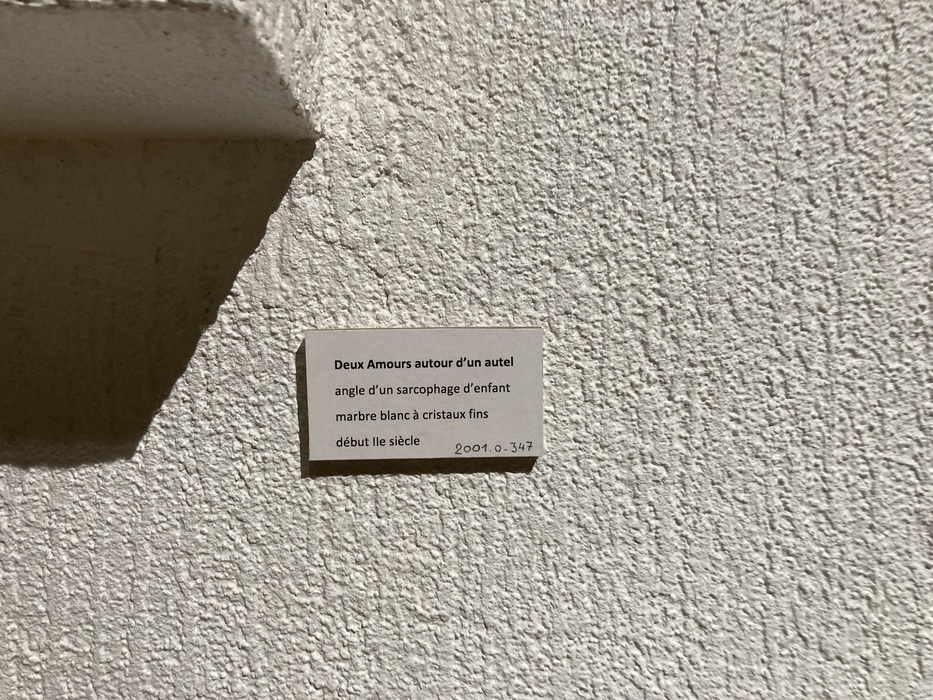 Deux Amours autour d'un autel
angle d'un sarcophage d'enfant
marbre blanc à cristaux fins
début IIe siècle
2001.0-347